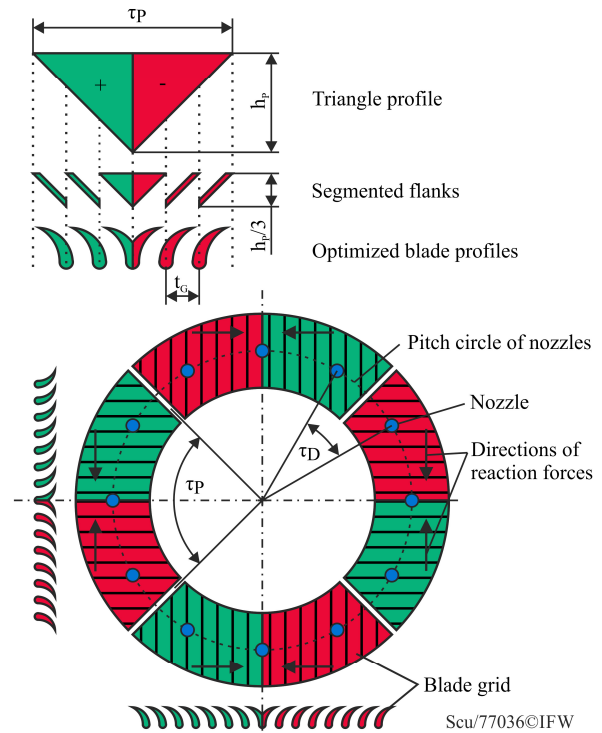 τP
+ -
hP
Triangle profile
Segmented flanks
hP/3
Optimized blade profiles
tG
Pitch circle of nozzles
Nozzle
τD
Directions of
reaction forces
τP
Blade grid
Scu/77036©IFW